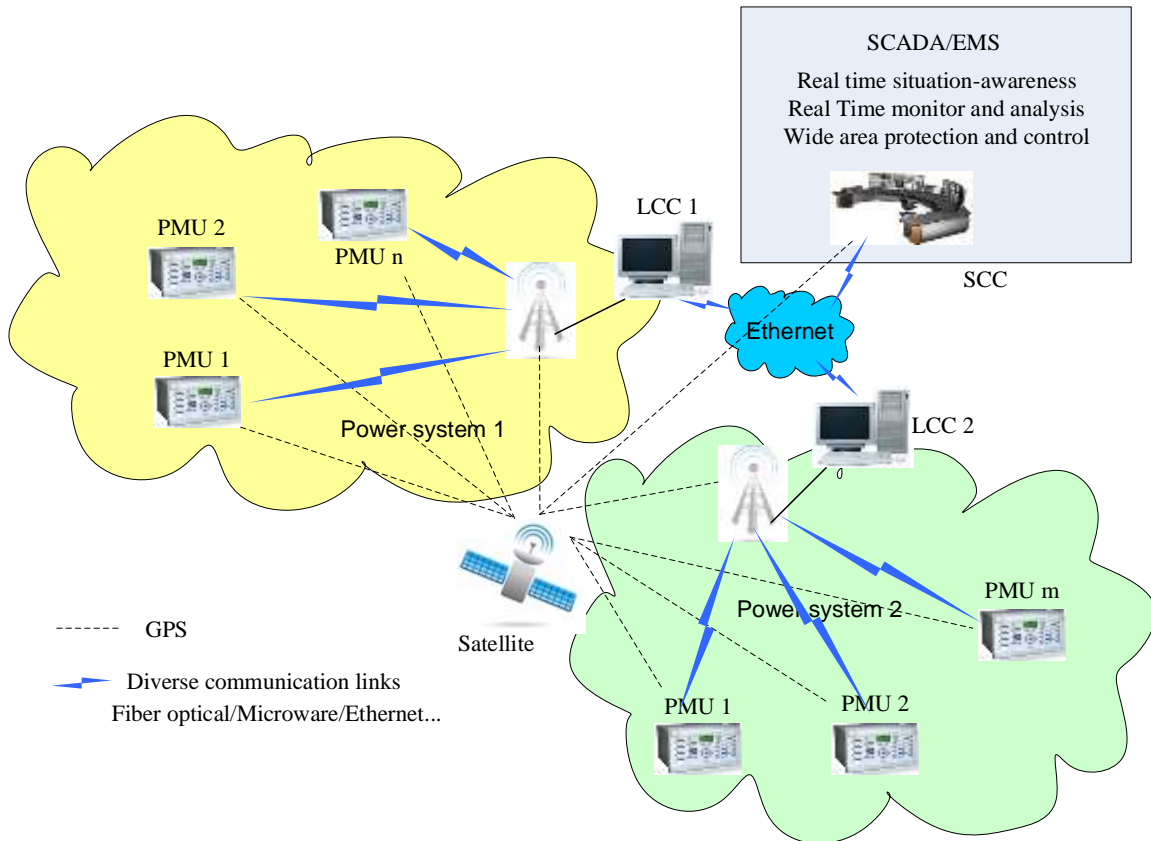 SCADA/EMS
Real time situation-awareness
Real Time monitor and analysis
Wide area protection and control
SCC
LCC 1
PMU 2
PMU n
PMU 1
Power system 1
Ethernet
LCC 2
Satellite
PMU m
Power system 2
PMU 1
PMU 2
GPS
Diverse communication links
Fiber optical/Microware/Ethernet...